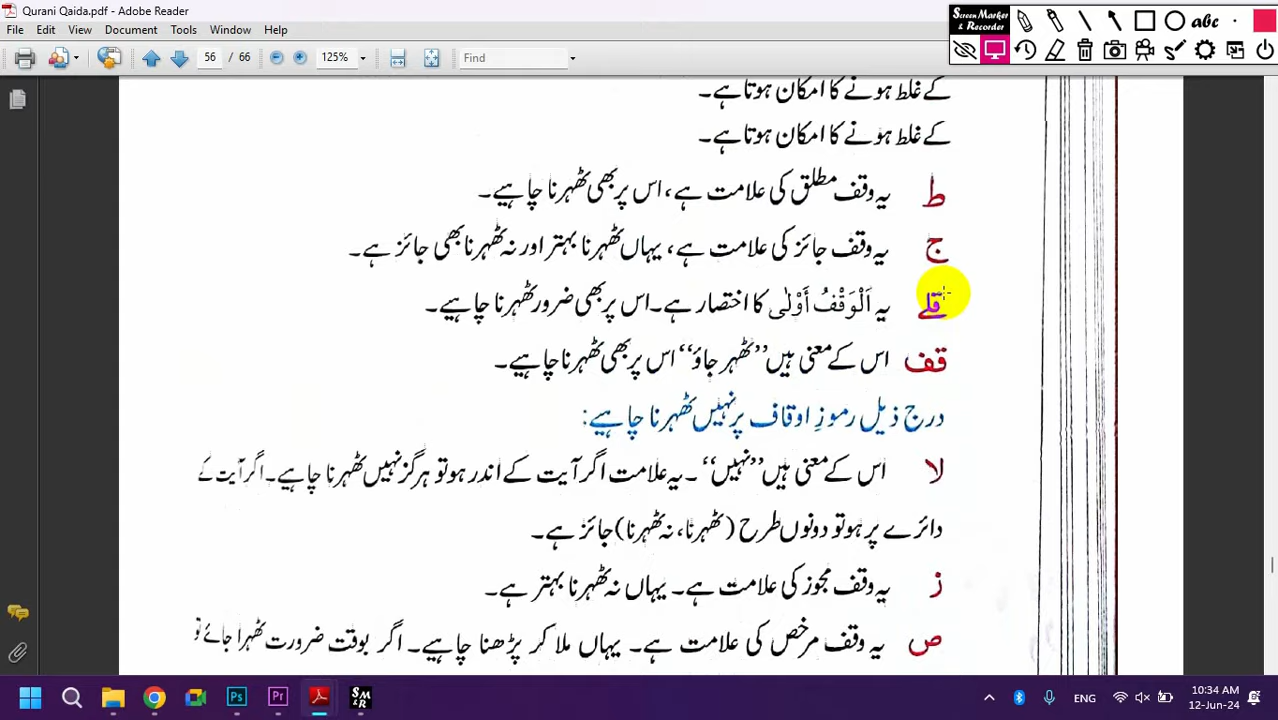 Qurani Qaida.pdf - Adobe Reader
File Edit View Document Tools Window Help
56 / 66 125% Find
Screen Marker & Recorder
abc
کے غلط ہونے کا امکان ہوتا ہے۔
کے غلط ہونے کا امکان ہوتا ہے۔
ط یہ وقف مطلق کی علامت ہے، اس پر بھی ٹھہرنا چاہیے۔
ج یہ وقف جائز کی علامت ہے، یہاں ٹھہرنا بہتر اور نہ ٹھہرنا بھی جائز ہے۔
قلے یہ اَلْوَقْفُ أَوْلٰی کا اختصار ہے۔ اس پر بھی ضرور ٹھہرنا چاہیے۔
قف اس کے معنی ہیں ”ٹھہر جاؤ“ اس پر بھی ٹھہرنا چاہیے۔
درج ذیل رموزِ اوقاف پر نہیں ٹھہرنا چاہیے:
لا اس کے معنی ہیں ”نہیں“۔ یہ علامت اگر آیت کے اندر ہو تو ہرگز نہیں ٹھہرنا چاہیے۔ اگر آیت کے
دائرے پر ہو تو دونوں طرح (ٹھہرنا، نہ ٹھہرنا) جائز ہے۔
ز یہ وقف مجوز کی علامت ہے۔ یہاں نہ ٹھہرنا بہتر ہے۔
ص یہ وقف مرخص کی علامت ہے۔ یہاں ملا کر پڑھنا چاہیے۔ اگر بوقت ضرورت ٹھہرا جائے تو
ENG
10:34 AM
12-Jun-24